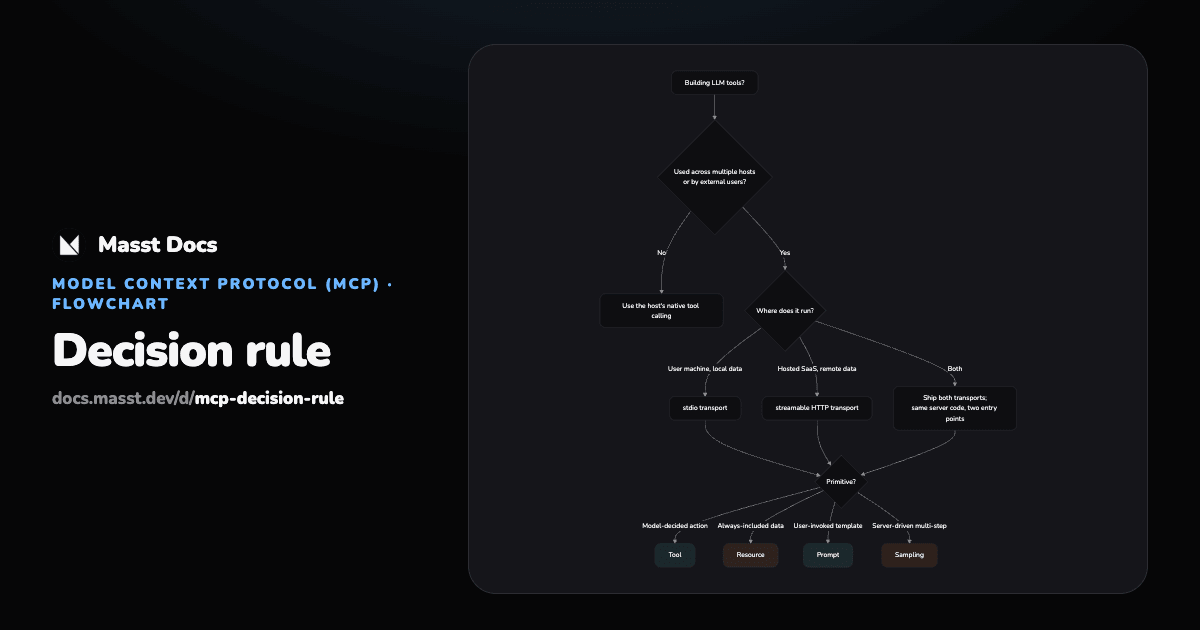 Masst Docs
MODEL CONTEXT PROTOCOL (MCP) ·
FLOWCHART
Decision rule
docs.masst.dev/d/mcp-decision-rule
Building LLM tools?
Used across multiple hosts
or by external users?
No
Yes
Use the host's native tool
calling
Where does it run?
User machine, local data
Hosted SaaS, remote data
Both
stdio transport
streamable HTTP transport
Ship both transports;
same server code, two entry
points
Primitive?
Model-decided action
Always-included data
User-invoked template
Server-driven multi-step
Tool
Resource
Prompt
Sampling